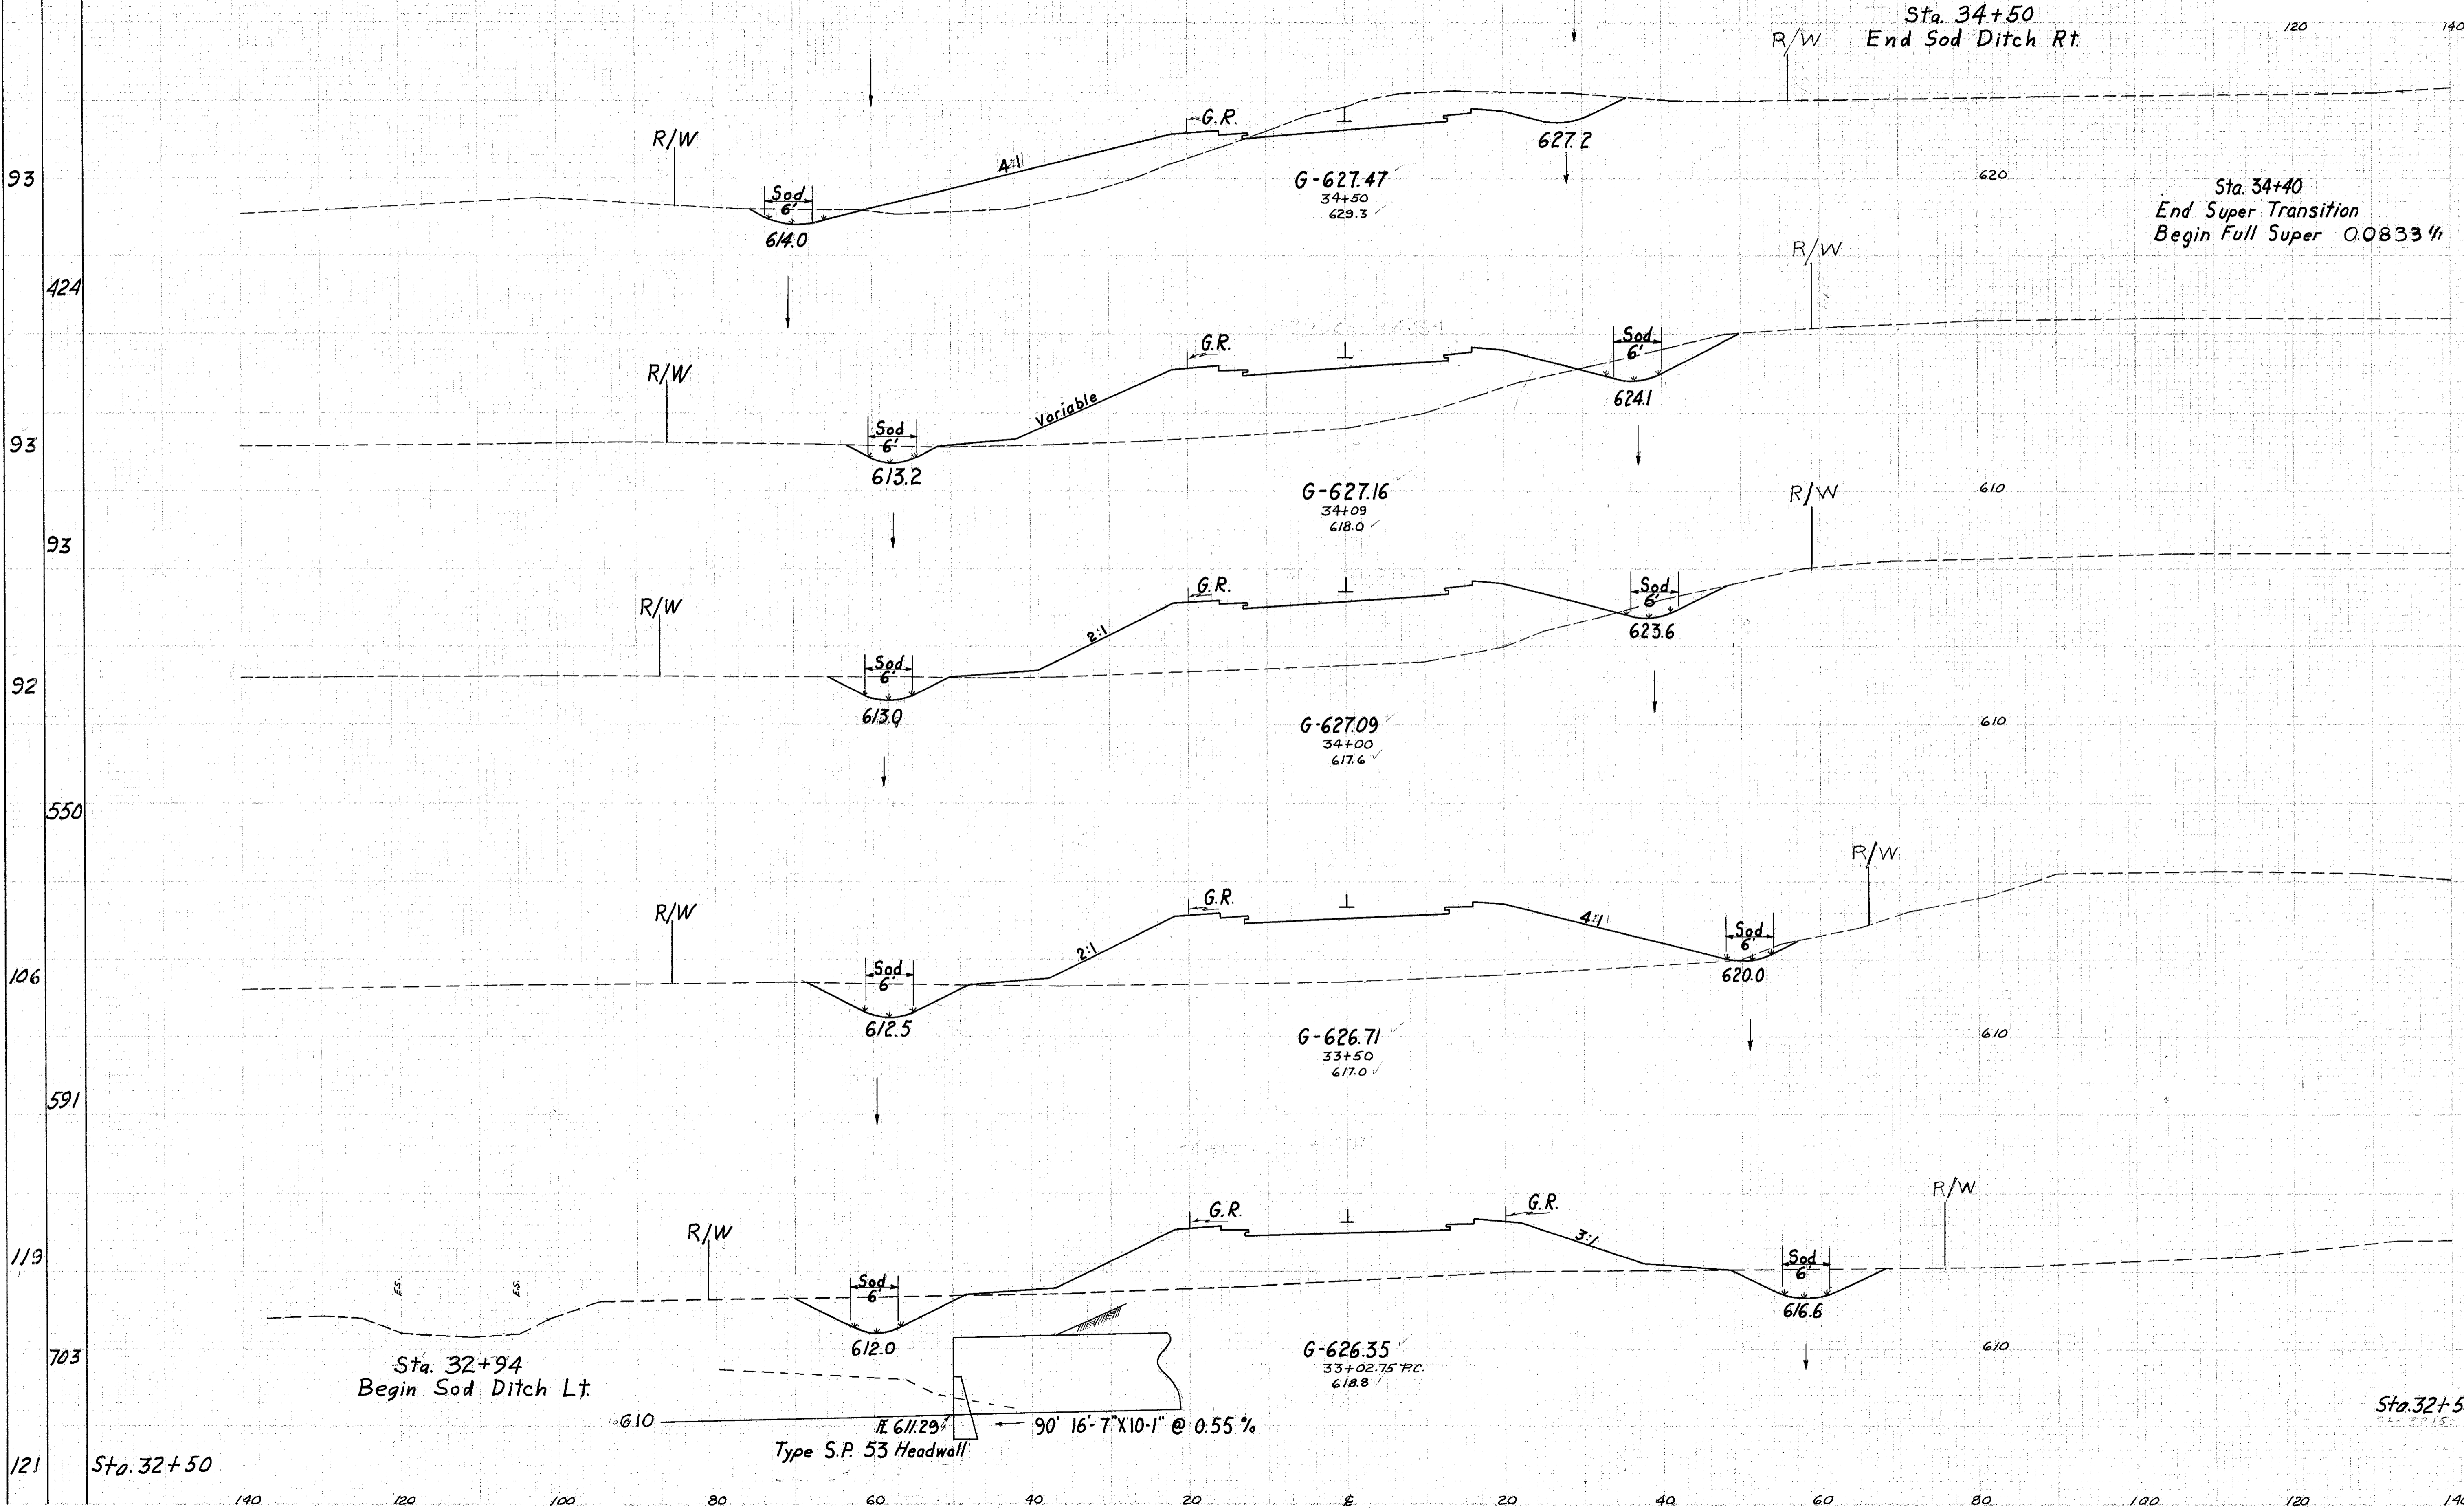 Sta. 34+50
End Sod Ditch Rt.
120
140
R/W
R/W
G.R.
4:1
627.2
93
Sod
6'
614.0
G-627.47
34+50
629.3
620
Sta. 34+40
End Super Transition
Begin Full Super 0.0833 '/1
R/W
424
R/W
G.R.
Sod
6'
624.1
Variable
93
Sod
6'
613.2
G-627.16
34+09
618.0
610
R/W
93
R/W
G.R.
Sod
6'
623.6
2:1
92
Sod
6'
613.0
G-627.09
34+00
617.6
610
550
R/W
R/W
G.R.
4:1
2:1
Sod
6'
620.0
106
Sod
6'
612.5
G-626.71
33+50
617.0
610
591
R/W
R/W
G.R.
G.R.
3:1
Sod
6'
616.6
119
E.S.
E.S.
Sod
6'
612.0
G-626.35
33+02.75 P.C.
618.8
610
703
Sta. 32+94
Begin Sod Ditch Lt.
610
FL 611.29
90' 16'-7"X10'-1" @ 0.55 %
Type S.P. 53 Headwall
Sta.32+5
121
Sta. 32+50
140
120
100
80
60
40
20
℄
20
40
60
80
100
120
140